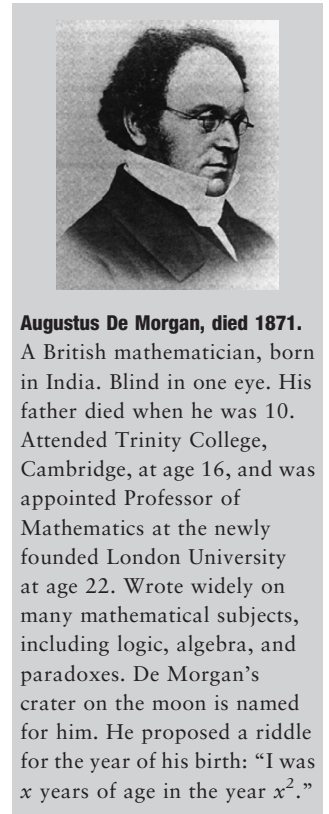 Augustus De Morgan, died 1871.
A British mathematician, born
in India. Blind in one eye. His
father died when he was 10.
Attended Trinity College,
Cambridge, at age 16, and was
appointed Professor of
Mathematics at the newly
founded London University
at age 22. Wrote widely on
many mathematical subjects,
including logic, algebra, and
paradoxes. De Morgan's
crater on the moon is named
for him. He proposed a riddle
for the year of his birth: “I was
x years of age in the year x².”